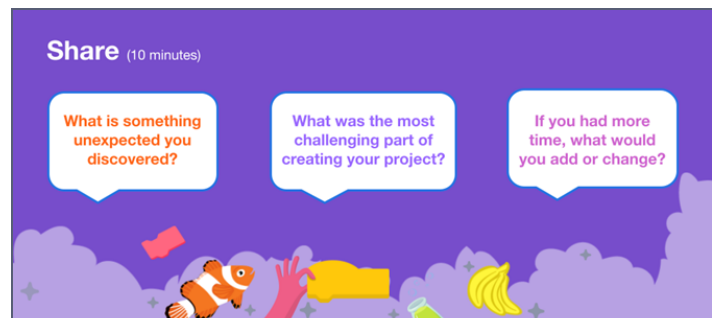 Share (10 minutes)
What is something
unexpected you
discovered?
What was the most
challenging part of
creating your project?
If you had more
time, what would
you add or change?